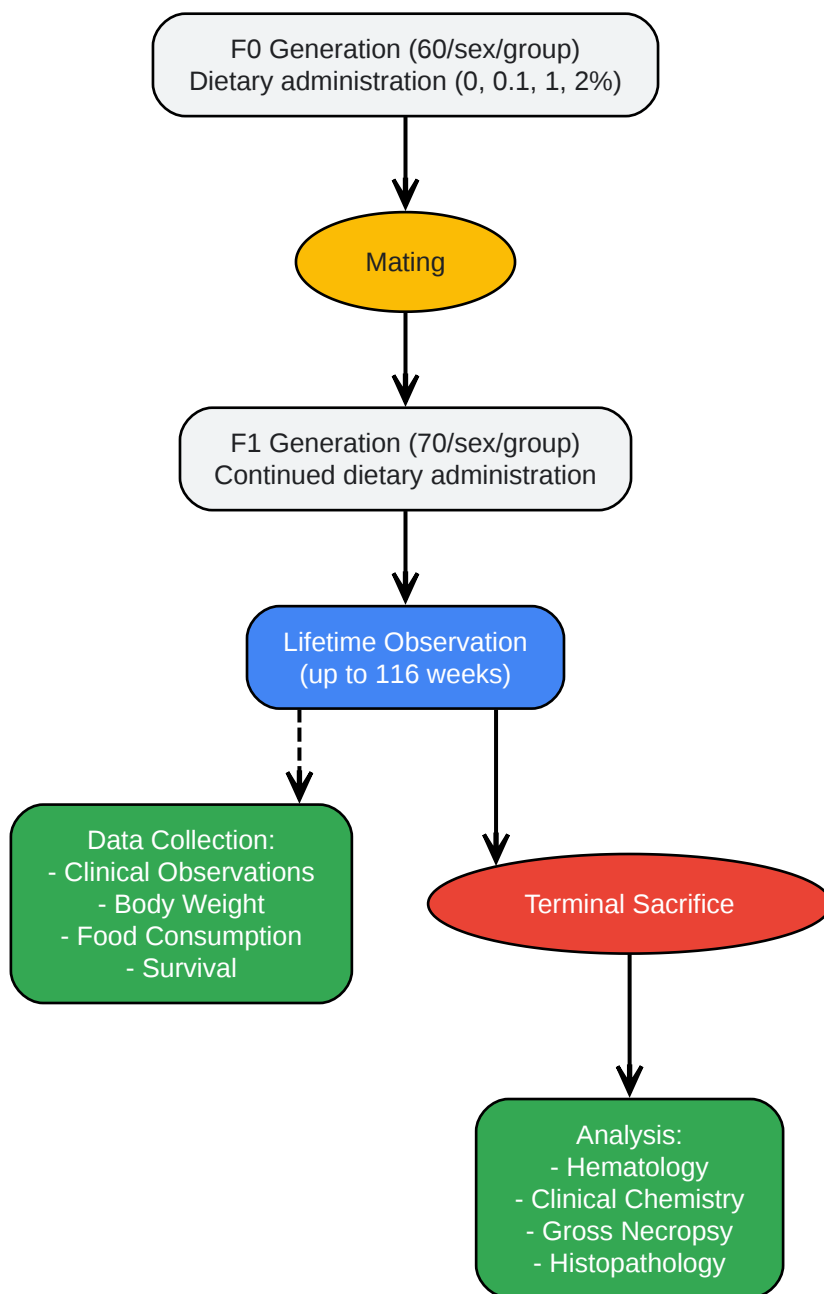 F0 Generation (60/sex/group)
Dietary administration (0, 0.1, 1, 2%)
Mating
F1 Generation (70/sex/group)
Continued dietary administration
Lifetime Observation
(up to 116 weeks)
Data Collection:
- Clinical Observations
- Body Weight
- Food Consumption
- Survival
Terminal Sacrifice
Analysis:
- Hematology
- Clinical Chemistry
- Gross Necropsy
- Histopathology